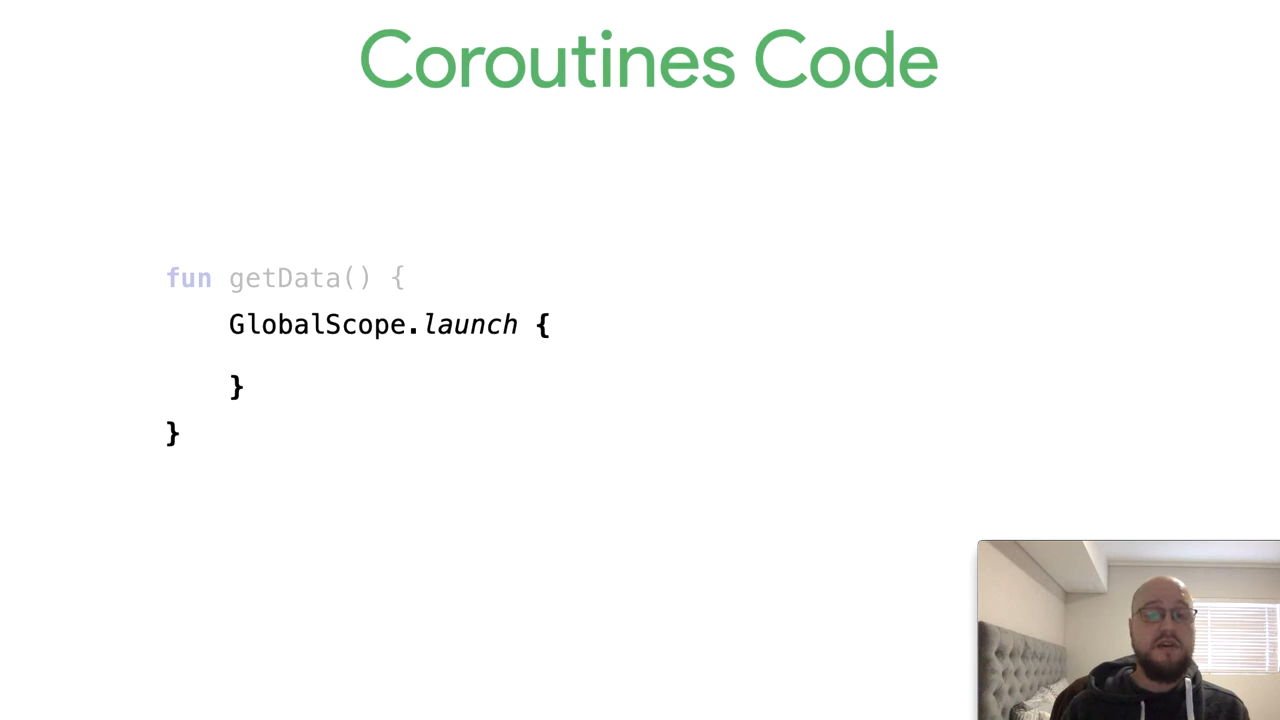 Coroutines Code
fun getData() {
GlobalScope.launch {
}
}